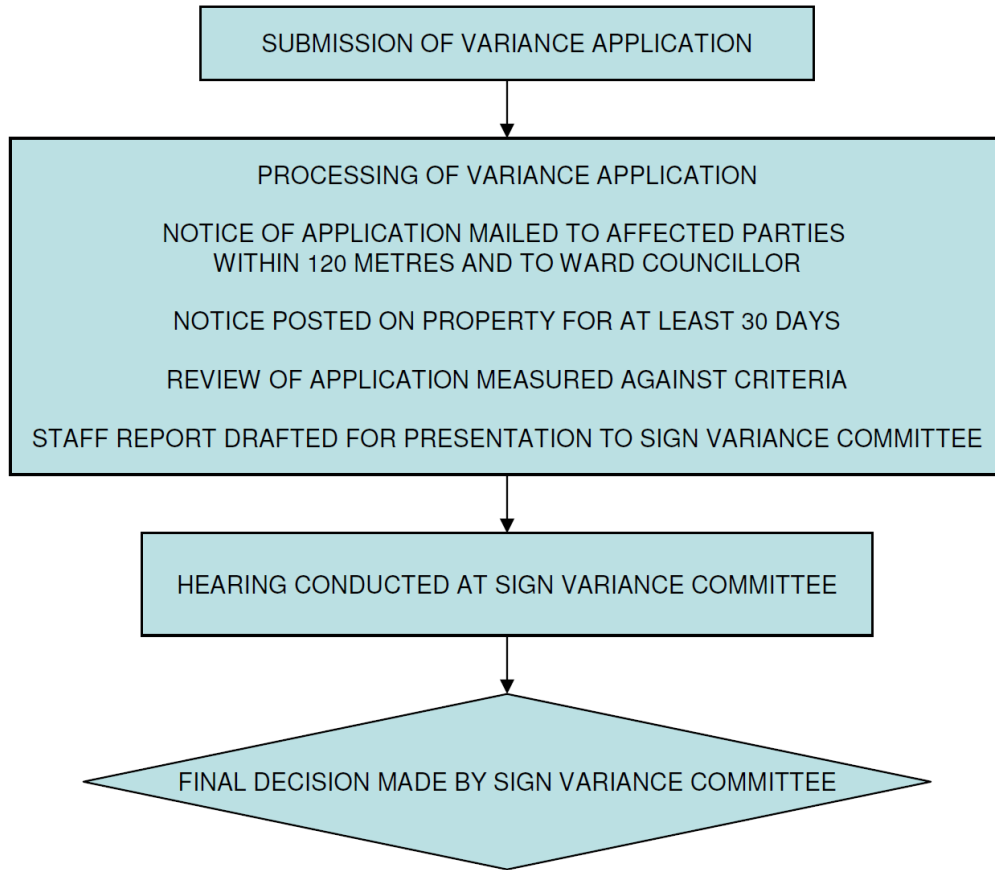 SUBMISSION OF VARIANCE APPLICATION
PROCESSING OF VARIANCE APPLICATION
NOTICE OF APPLICATION MAILED TO AFFECTED PARTIES
WITHIN 120 METRES AND TO WARD COUNCILLOR
NOTICE POSTED ON PROPERTY FOR AT LEAST 30 DAYS
REVIEW OF APPLICATION MEASURED AGAINST CRITERIA
STAFF REPORT DRAFTED FOR PRESENTATION TO SIGN VARIANCE COMMITTEE
HEARING CONDUCTED AT SIGN VARIANCE COMMITTEE
FINAL DECISION MADE BY SIGN VARIANCE COMMITTEE